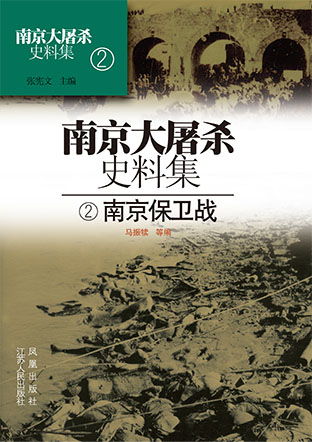 南京大屠杀
史料集 ②
张宪文 主编
南京大屠杀
史料集
②南京保卫战
马振犊 等编
凤凰出版社
江苏人民出版社